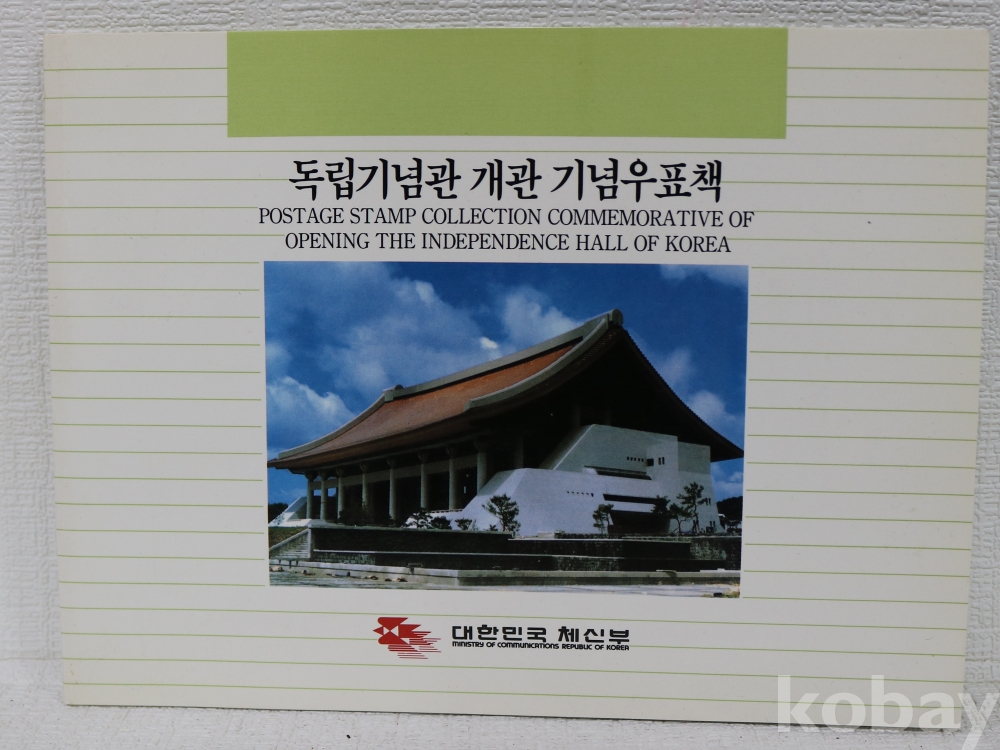 독립기념관 개관 기념우표책
POSTAGE STAMP COLLECTION COMMEMORATIVE OF
OPENING THE INDEPENDENCE HALL OF KOREA
대한민국 체신부
MINISTRY OF COMMUNICATIONS REPUBLIC OF KOREA
kobay